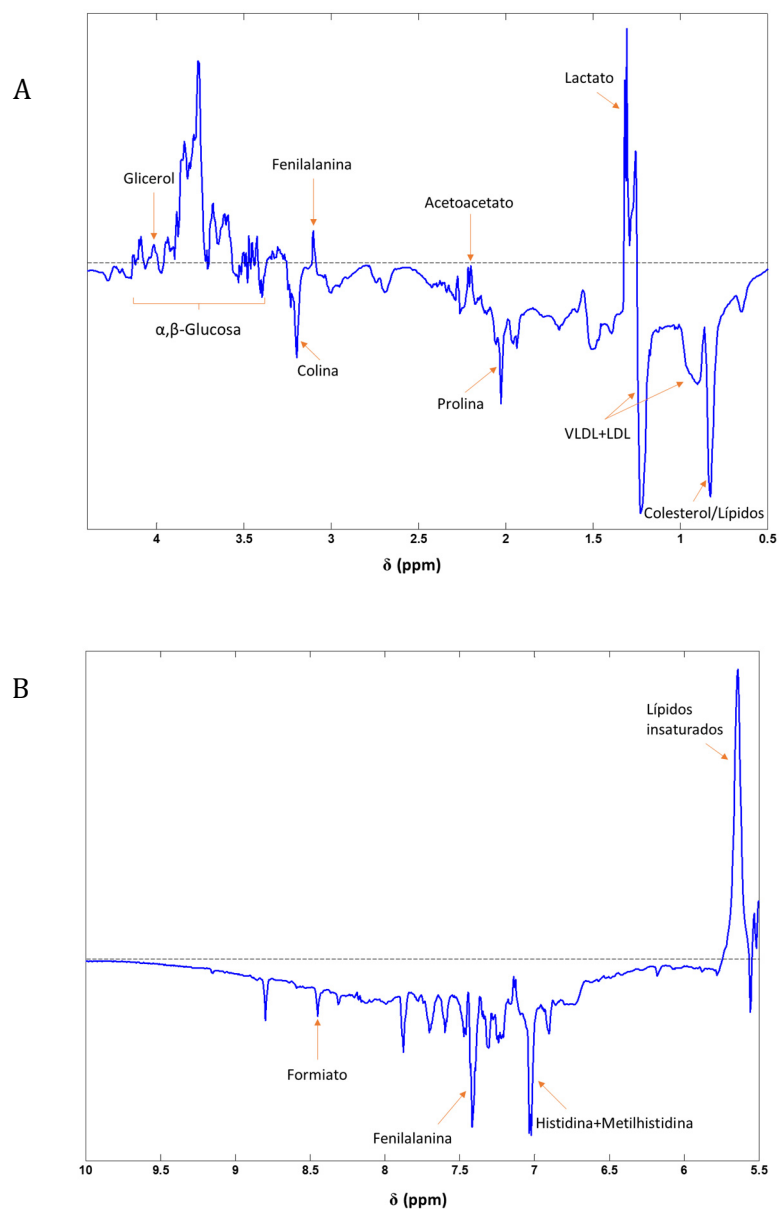 A
Lactato
Glicerol
Fenilalanina
Acetoacetato
α,β-Glucosa
Colina
Prolina
VLDL+LDL
Colesterol/Lípidos
4 3.5 3 2.5 2 1.5 1 0.5
δ (ppm)
B
Lípidos
insaturados
Formiato
Fenilalanina
Histidina+Metilhistidina
10 9.5 9 8.5 8 7.5 7 6.5 6 5.5
δ (ppm)